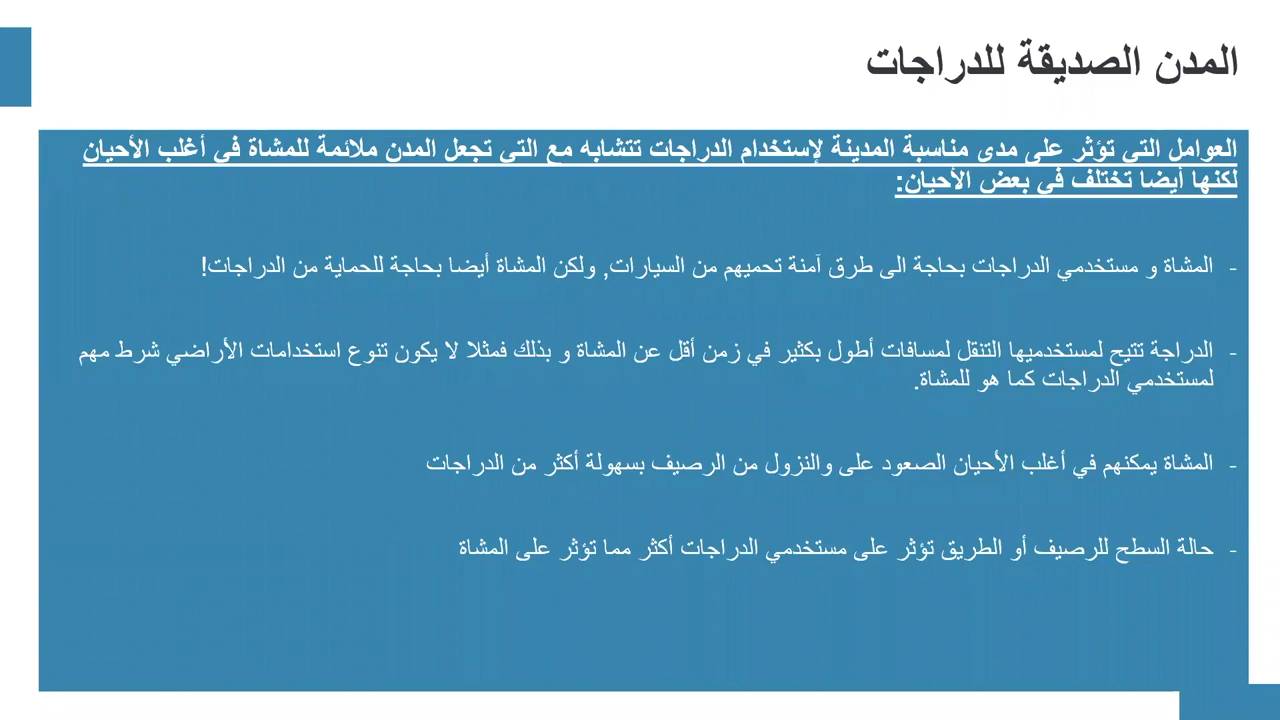 المدن الصديقة للدراجات
العوامل التي تؤثر على مدى مناسبة المدينة لإستخدام الدراجات تتشابه مع التي تجعل المدن ملائمة للمشاة في أغلب الأحيان
لكنها أيضا تختلف في بعض الأحيان:
- المشاة و مستخدمي الدراجات بحاجة الى طرق آمنة تحميهم من السيارات, ولكن المشاة أيضا بحاجة للحماية من الدراجات!
- الدراجة تتيح لمستخدميها التنقل لمسافات أطول بكثير في زمن أقل عن المشاة و بذلك فمثلا لا يكون تنوع استخدامات الأراضي شرط مهم
لمستخدمي الدراجات كما هو للمشاة.
- المشاة يمكنهم في أغلب الأحيان الصعود على والنزول من الرصيف بسهولة أكثر من الدراجات
- حالة السطح للرصيف أو الطريق تؤثر على مستخدمي الدراجات أكثر مما تؤثر على المشاة